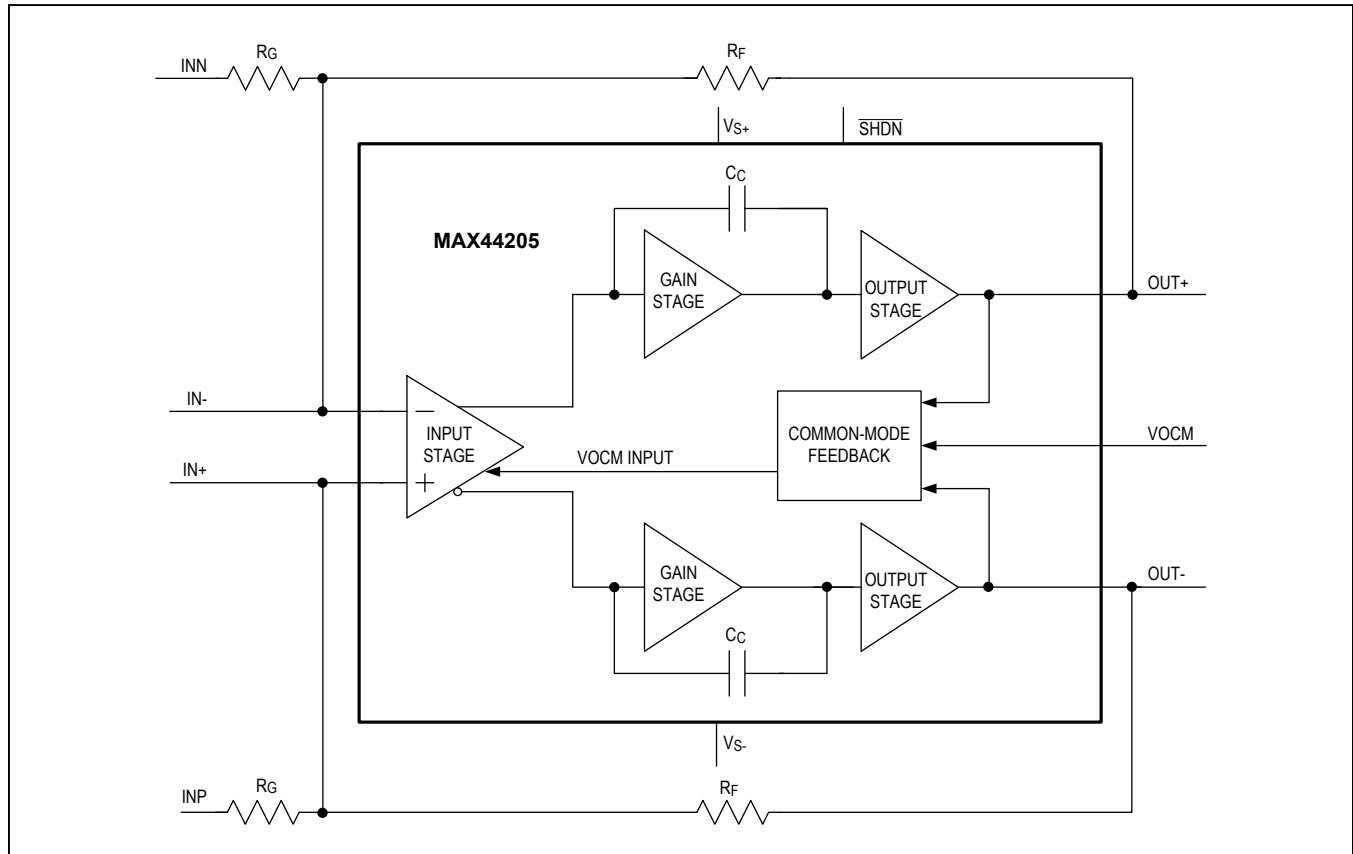 RG
RF
INN
VS+
SHDN
CC
MAX44205
GAIN
STAGE
OUTPUT
STAGE
OUT+
IN-
−
INPUT
STAGE
COMMON-MODE
FEEDBACK
VOCM
VOCM INPUT
IN+
+
GAIN
STAGE
OUTPUT
STAGE
OUT-
CC
VS-
RG
RF
INP